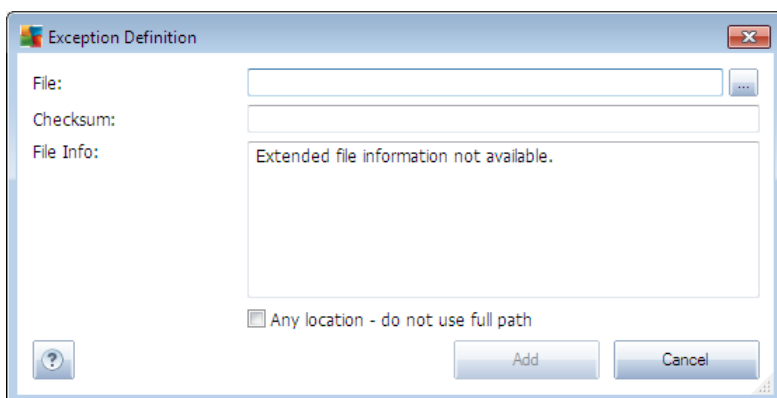 Exception Definition
File:
...
Checksum:
File Info:
Extended file information not available.
Any location - do not use full path
?
Add
Cancel